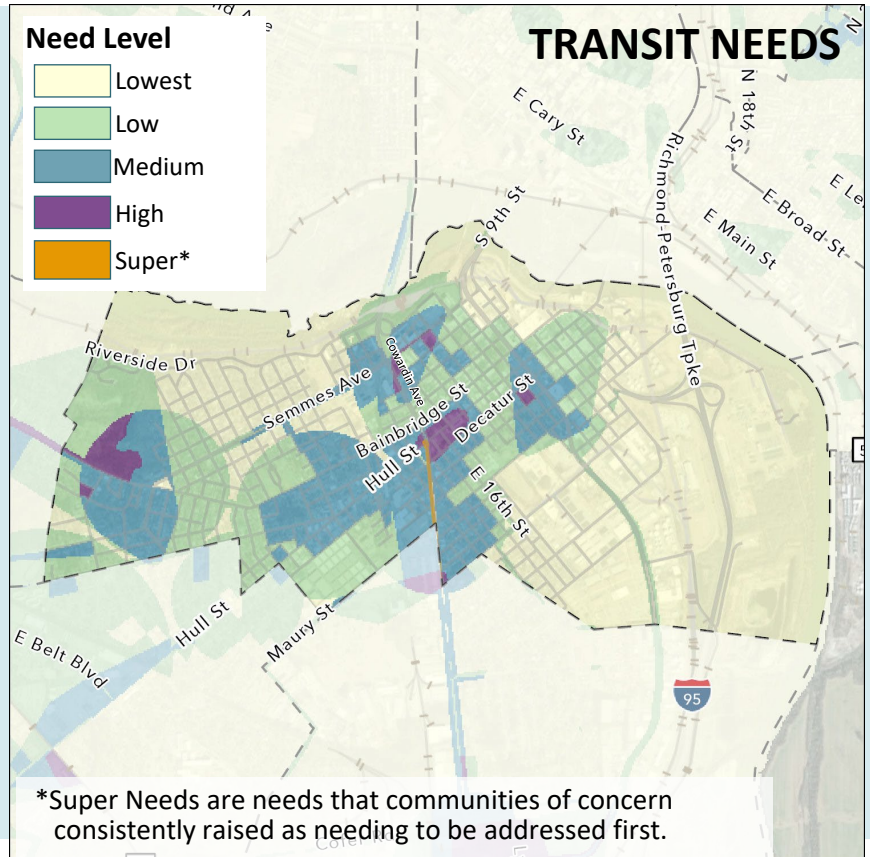 TRANSIT NEEDS
Need Level
Lowest
Low
Medium
High
Super*
E Cary St
N 18th St
Richmond-Petersburg Tpke
E Broad St
E Main St
S 9th St
Riverside Dr
Semmes Ave
Cowardin Ave
Bainbridge St
Decatur St
Hull St
E 16th St
Hull St
Maury St
E Belt Blvd
95
*Super Needs are needs that communities of concern
consistently raised as needing to be addressed first.